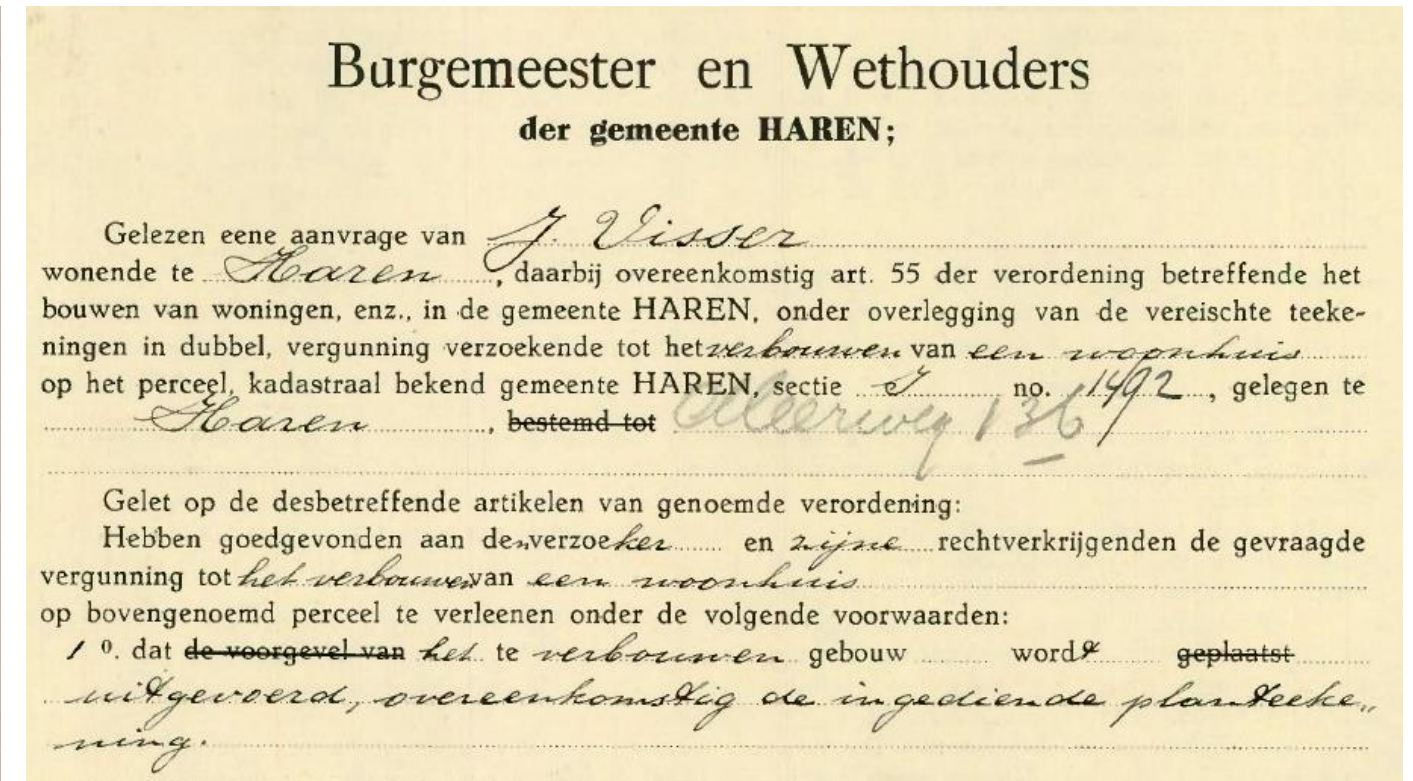 Burgemeester en Wethouders
der gemeente HAREN;
Gelezen eene aanvrage van J. Visser
wonende te Haren, daarbij overeenkomstig art. 55 der verordening betreffende het
bouwen van woningen, enz., in de gemeente HAREN, onder overlegging van de vereischte teeke-
ningen in dubbel, vergunning verzoekende tot het verbouwen van een woonhuis
op het perceel, kadastraal bekend gemeente HAREN, sectie I no. 1492, gelegen te
Haren, bestemd tot Meerweg 136
Gelet op de desbetreffende artikelen van genoemde verordening:
Hebben goedgevonden aan den verzoeker en zijne rechtverkrijgenden de gevraagde
vergunning tot het verbouwen van een woonhuis
op bovengenoemd perceel te verleenen onder de volgende voorwaarden:
1º. dat de voorgevel van het te verbouwen gebouw wordt geplaatst
uitgevoerd, overeenkomstig de ingediende planteeke„
ning.